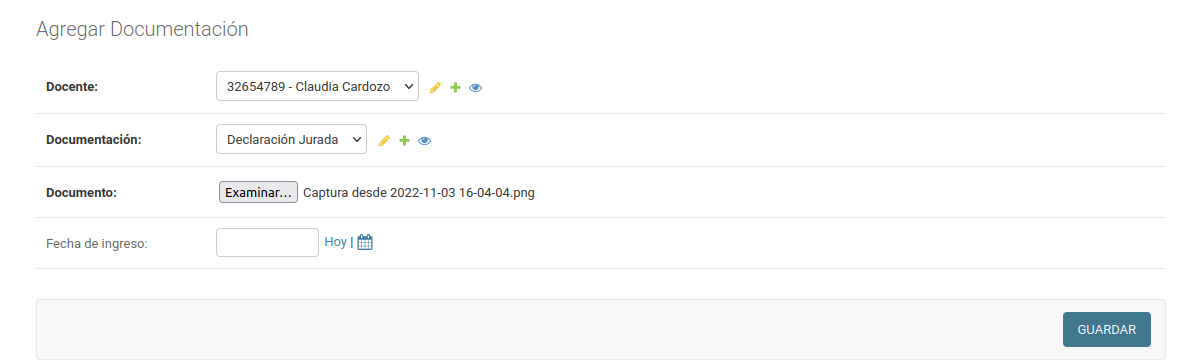 Agregar Documentación
Docente: 32654789 - Claudia Cardozo
Documentación: Declaración Jurada
Documento: Examinar... Captura desde 2022-11-03 16-04-04.png
Fecha de ingreso: Hoy |
GUARDAR